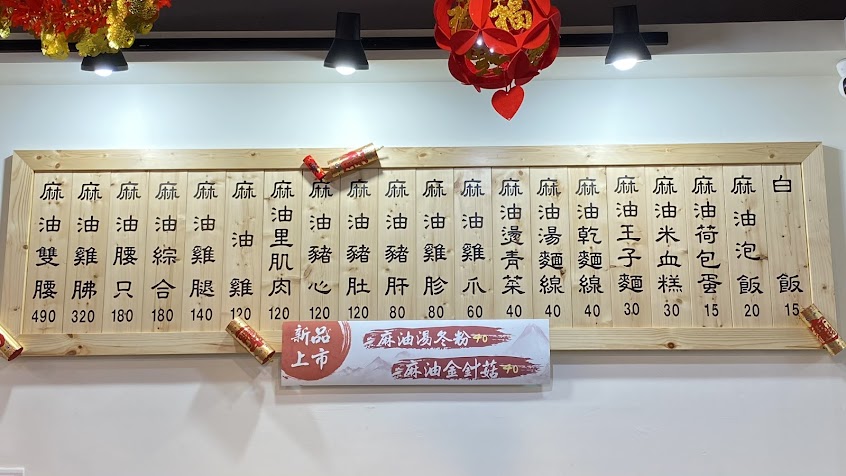 福
麻油雙腰 490
麻油雞胇 320
麻油腰只 180
麻油綜合 180
麻油雞腿 140
麻油雞 120
麻油里肌肉 120
麻油豬心 120
麻油豬肚 120
麻油豬肝 80
麻油雞胗 80
麻油雞爪 60
麻油燙青菜 40
麻油湯麵線 40
麻油乾麵線 40
麻油王子麵 30
麻油米血糕 30
麻油荷包蛋 15
麻油泡飯 20
白飯 15
新品
上市
麻油湯冬粉 40
麻油金針菇 40